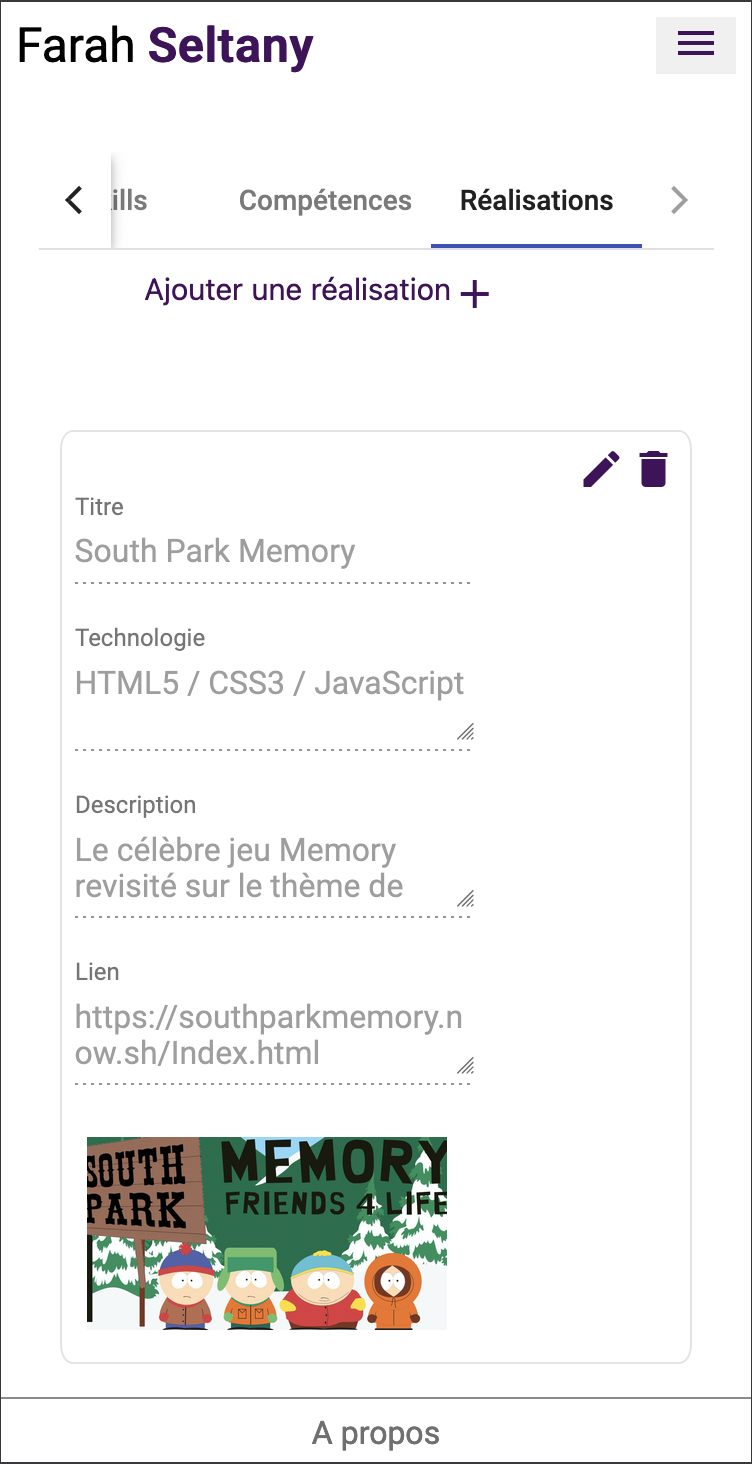 Farah Seltany
ills Compétences Réalisations
Ajouter une réalisation +
Titre
South Park Memory
Technologie
HTML5 / CSS3 / JavaScript
Description
Le célèbre jeu Memory
revisité sur le thème de
Lien
https://southparkmemory.n
ow.sh/Index.html
SOUTH
PARK
MEMORY
FRIENDS 4 LIFE
A propos